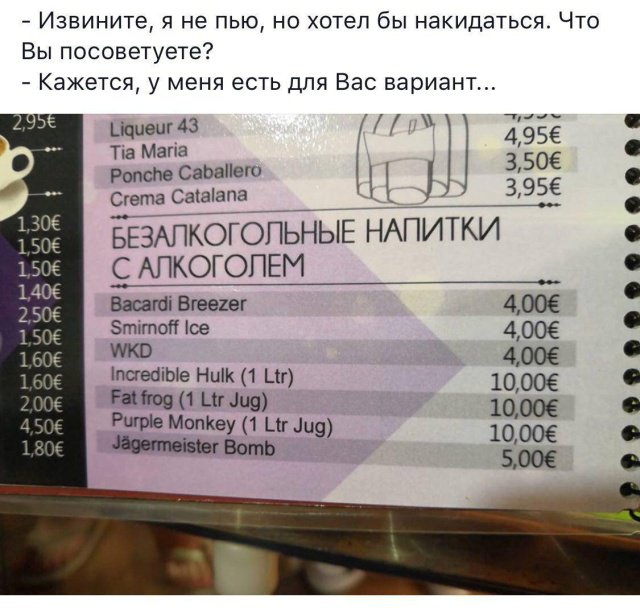 - Извините, я не пью, но хотел бы накидаться. Что
Вы посоветуете?
- Кажется, у меня есть для Вас вариант...
2,95€
1,30€
1,50€
1,50€
1,40€
2,50€
1,50€
1,60€
1,60€
2,00€
4,50€
1,80€
Liqueur 43
Tia Maria 4,95€
Ponche Caballero 3,50€
Crema Catalana 3,95€
БЕЗАЛКОГОЛЬНЫЕ НАПИТКИ
С АЛКОГОЛЕМ
Bacardi Breezer 4,00€
Smirnoff Ice 4,00€
WKD 4,00€
Incredible Hulk (1 Ltr) 10,00€
Fat frog (1 Ltr Jug) 10,00€
Purple Monkey (1 Ltr Jug) 10,00€
Jägermeister Bomb 5,00€